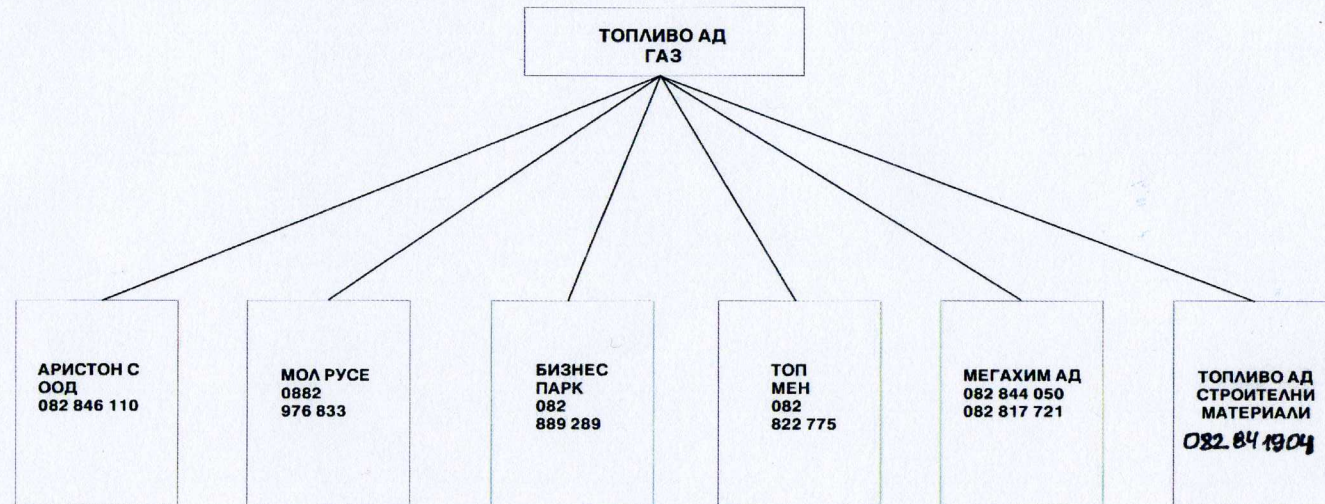 ТОПЛИВО АД
ГАЗ
АРИСТОН С
ООД
082 846 110
МОЛ РУСЕ
0882
976 833
БИЗНЕС
ПАРК
082
889 289
ТОП
МЕН
082
822 775
МЕГАХИМ АД
082 844 050
082 817 721
ТОПЛИВО АД
СТРОИТЕЛНИ
МАТЕРИАЛИ
082 841904